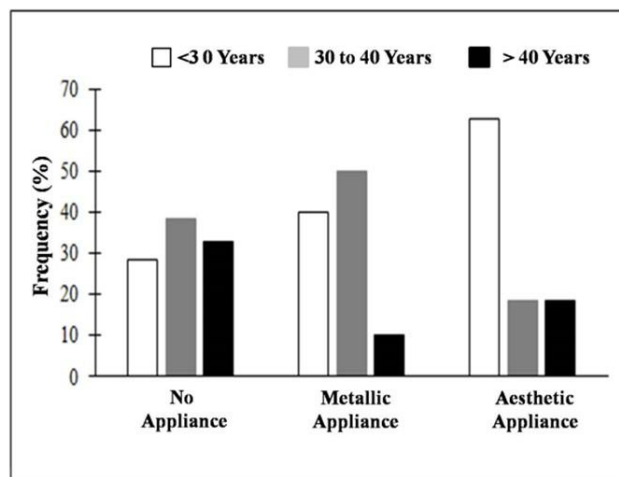 <3 0 Years 30 to 40 Years > 40 Years
70
60
50
40
30
20
10
0
Frequency (%)
No
Appliance
Metallic
Appliance
Aesthetic
Appliance